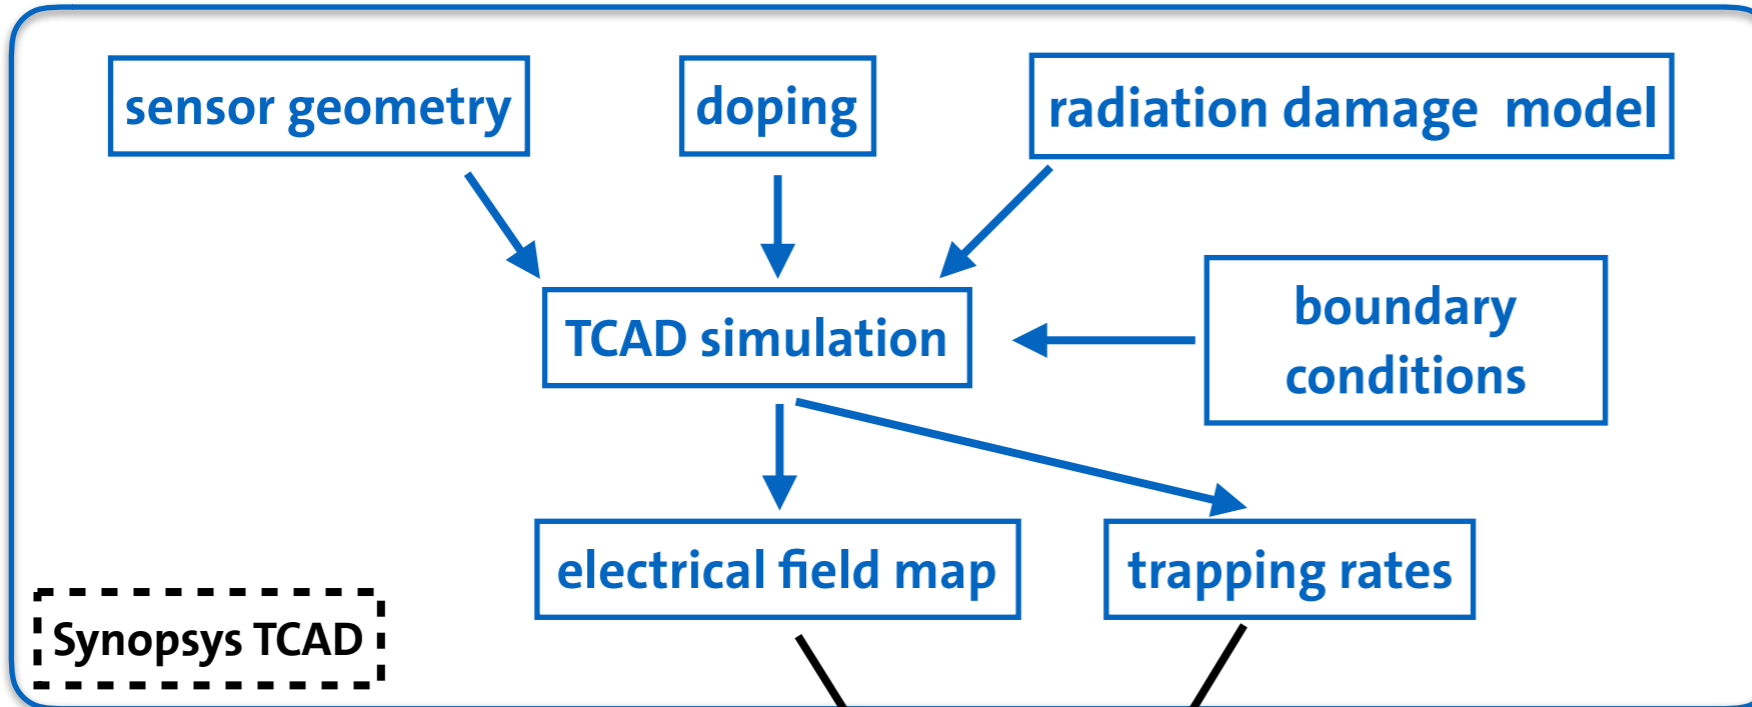 sensor geometry
doping
radiation damage model
TCAD simulation
boundary
conditions
electrical field map
trapping rates
Synopsys TCAD